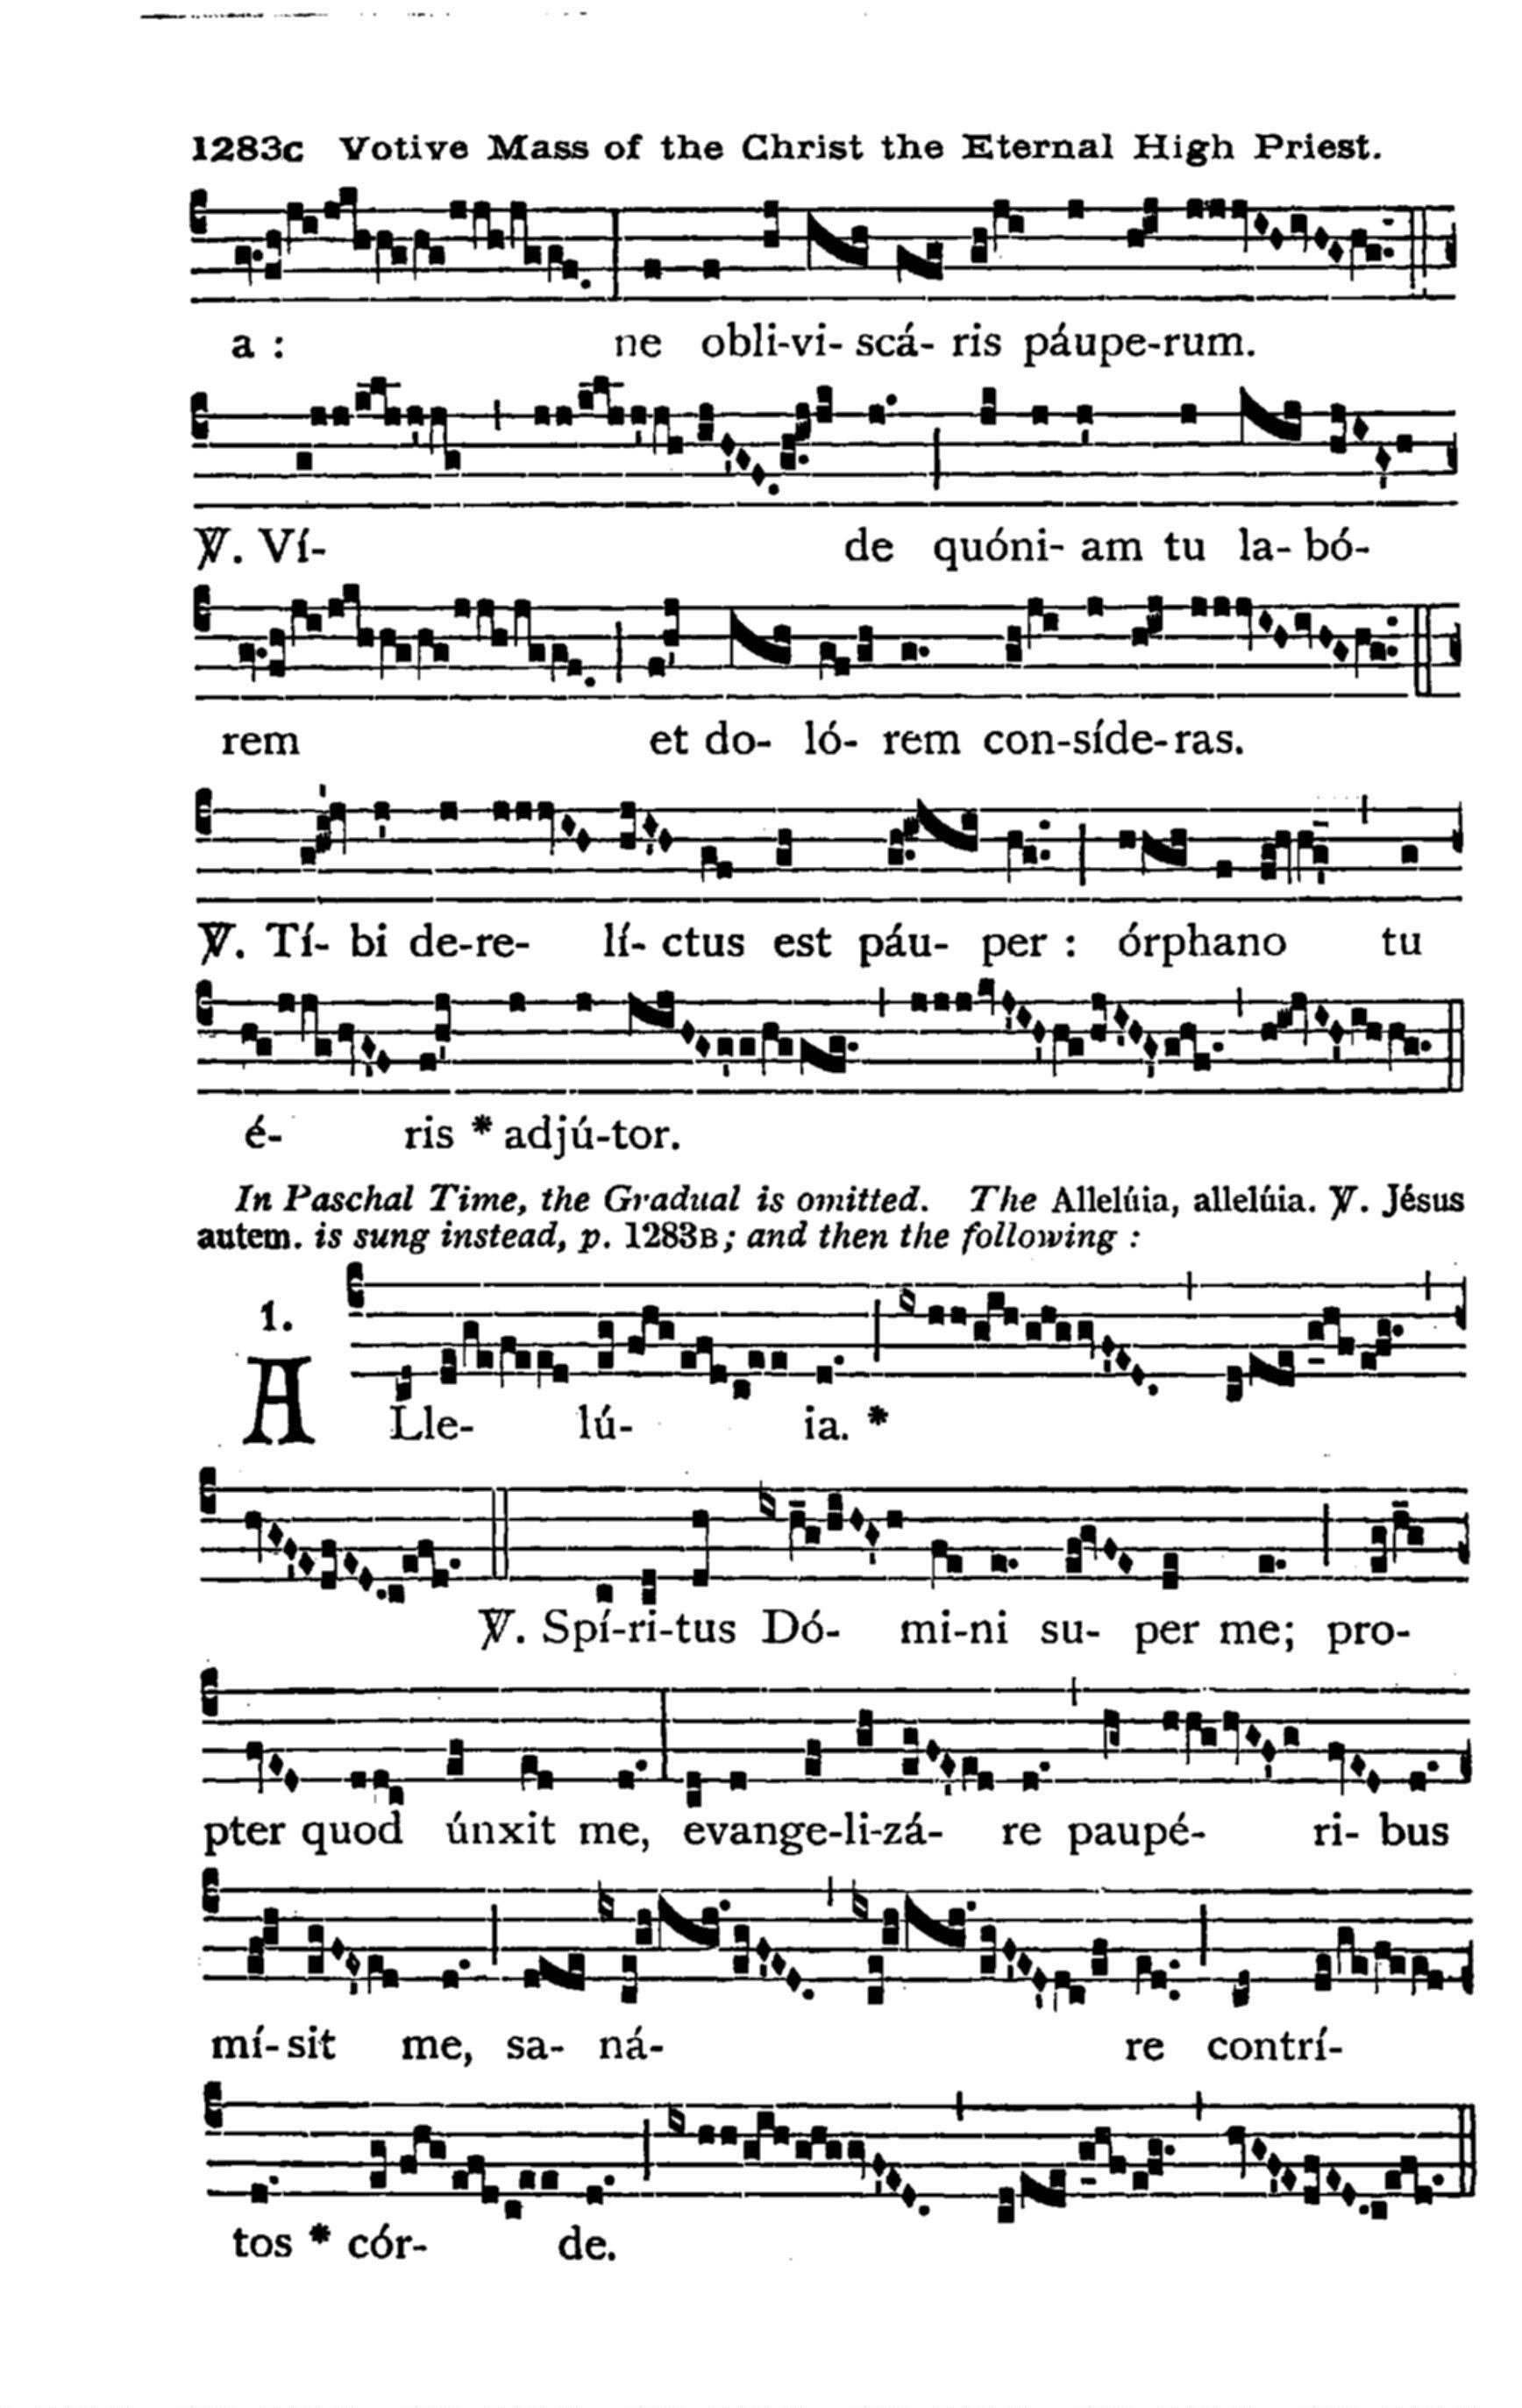 1283C Votive Mass of the Christ the Eternal High Priest.
a : ne obli-vi- scá- ris páupe-rum.
℣. Ví- de quóni- am tu la- bó-
rem et do- ló- rem con-síde-ras.
℣. Tí- bi de-re- lí- ctus est páu- per : órphano tu
é- ris * adjú-tor.
In Paschal Time, the Gradual is omitted. The Allelúia, allelúia. ℣. Jésus
autem. is sung instead, p. 1283B; and then the following :
1.
ALle- lú- ia. *
℣. Spí-ri-tus Dó- mi-ni su- per me; pro-
pter quod únxit me, evange-li-zá- re paupé- ri- bus
mí-sit me, sa- ná- re contrí-
tos * cór- de.